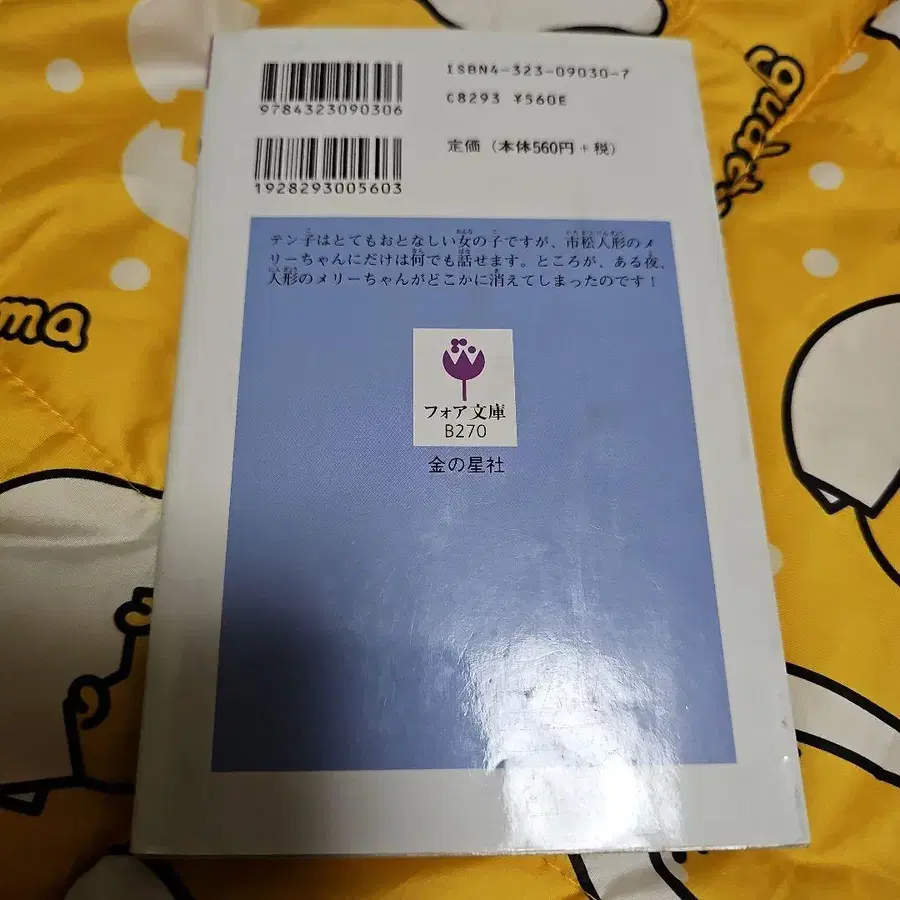 ISBN4-323-09030-7
9784323090306
C8293 ¥560E
定価（本体560円+税）
1928293005603
テン子はとてもおとなしい女の子ですが、市松人形のメ
リーちゃんにだけは何でも話せます。ところが、ある夜、
人形のメリーちゃんがどこかに消えてしまったのです！
フォア文庫
B270
金の星社
gudet
ma